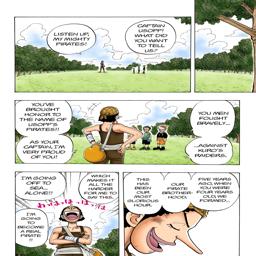 CAPTAIN
USOPP!
WHAT DID
YOU WANT
TO TELL
US?
LISTEN UP,
MY MIGHTY
PIRATES!
YOU MEN
FOUGHT
BRAVELY...
...AGAINST
KURO'S
RAIDERS.
YOU'VE
BROUGHT
HONOR TO
THE NAME OF
USOPP'S
PIRATES!!
AS YOUR
CAPTAIN, I'M
VERY PROUD
OF YOU!
FIVE YEARS
AGO, WHEN
YOU WERE
FOUR YEARS
OLD, WE
FORMED...
OUR
PIRATE
BROTHER-
HOOD.
THIS HAS
BEEN OUR
MOST
GLORIOUS
HOUR.
WHICH
MAKES IT
ALL THE
HARDER
FOR ME TO
SAY THIS.
I'M GOING
OFF TO
SEA...
ALONE!!
I'M
GOING TO
BECOME A
REAL
PIRATE
!!